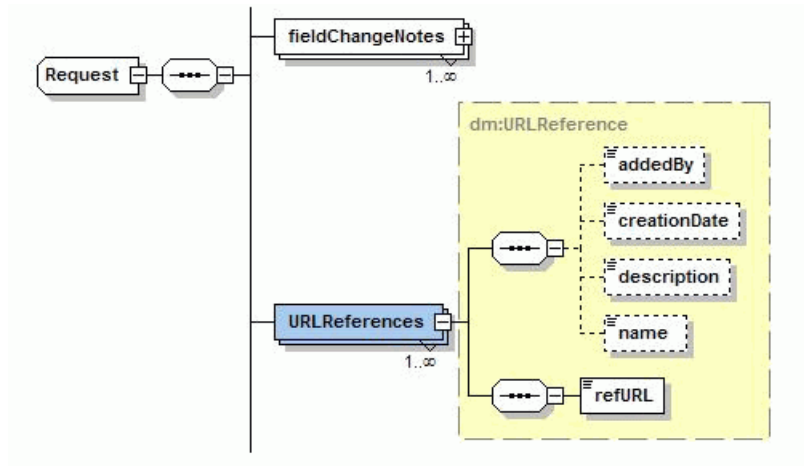 fieldChangeNotes
Request
1..∞
dm:URLReference
addedBy
creationDate
description
URLReferences
name
1..∞
refURL